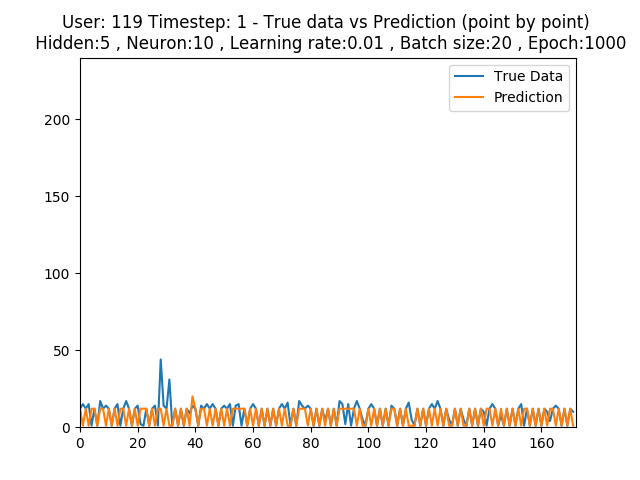 User: 119 Timestep: 1 - True data vs Prediction (point by point)
Hidden:5 , Neuron:10 , Learning rate:0.01 , Batch size:20 , Epoch:1000
True Data
Prediction
200
150
100
50
0
0 20 40 60 80 100 120 140 160